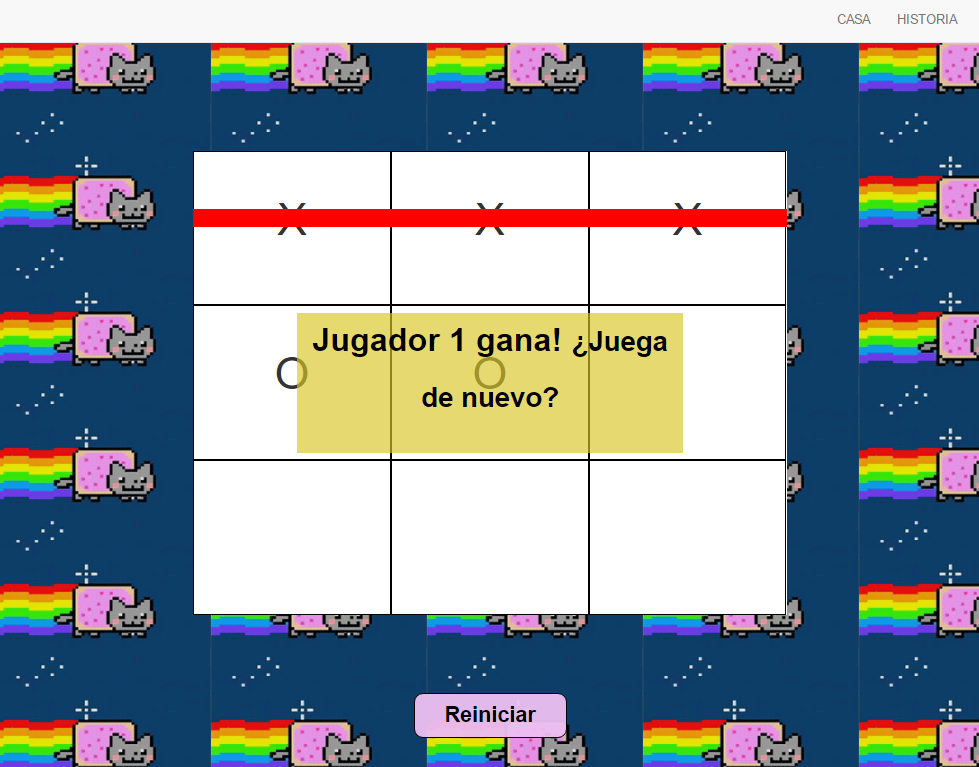 CASA HISTORIA
X X X
Jugador 1 gana! ¿Juega
O O
de nuevo?
Reiniciar